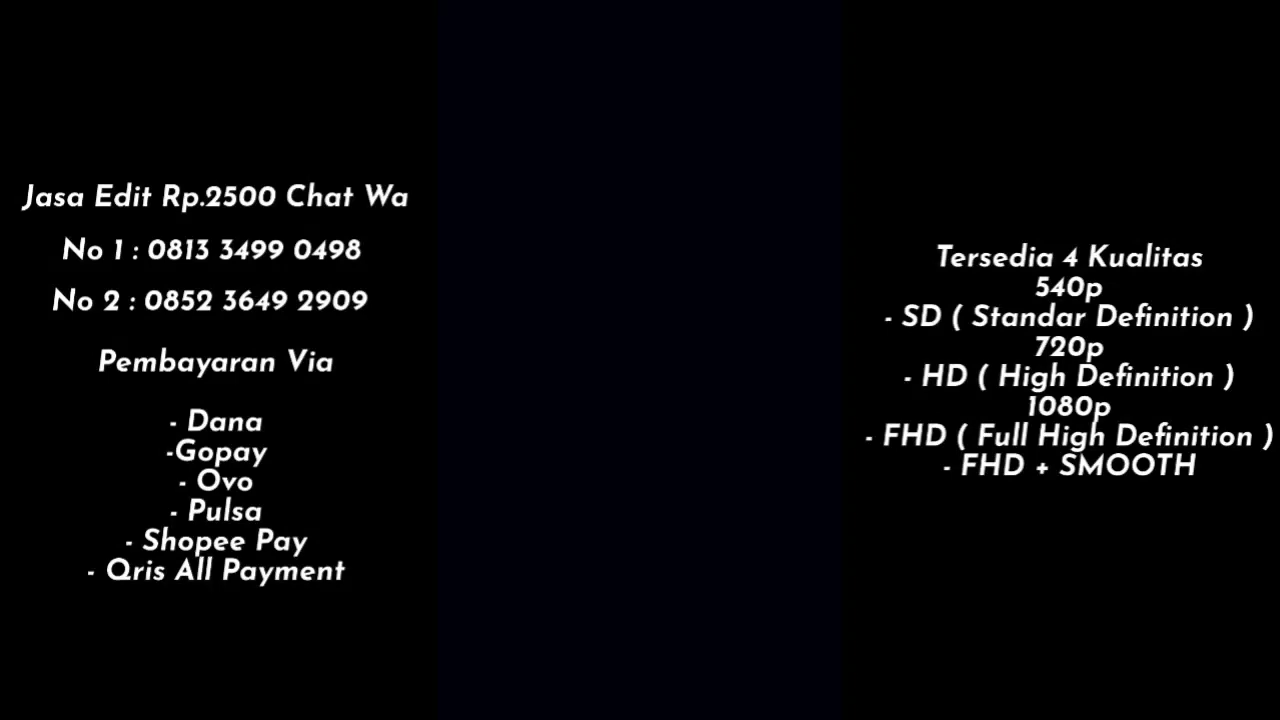 Jasa Edit Rp.2500 Chat Wa
No 1 : 0813 3499 0498
No 2 : 0852 3649 2909
Pembayaran Via
- Dana
-Gopay
- Ovo
- Pulsa
- Shopee Pay
- Qris All Payment
Tersedia 4 Kualitas
540p
- SD ( Standar Definition )
720p
- HD ( High Definition )
1080p
- FHD ( Full High Definition )
- FHD + SMOOTH